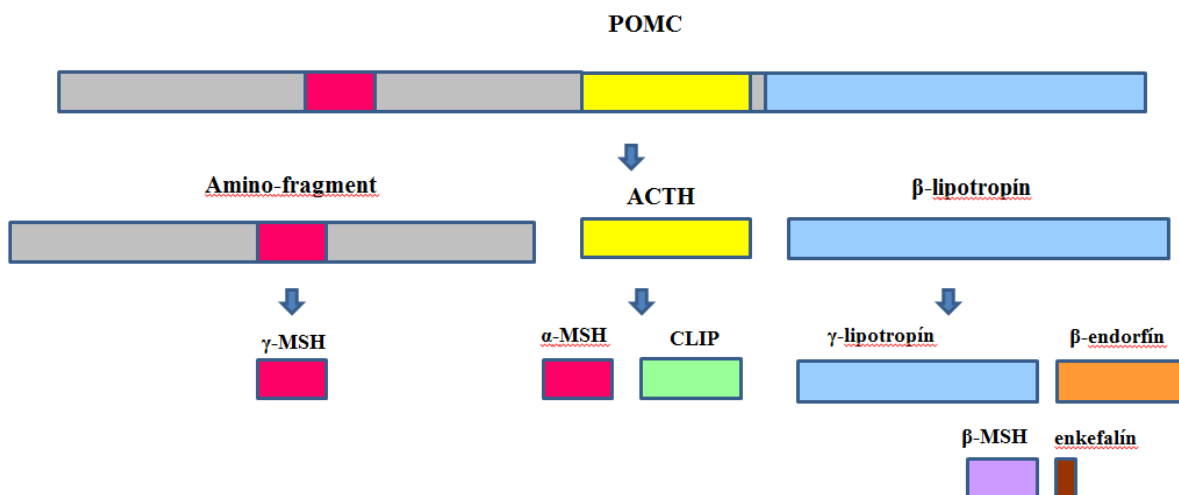 POMC
Amino-fragment
ACTH
β-lipotropín
γ-MSH
α-MSH
CLIP
γ-lipotropín
β-endorfín
β-MSH
enkefalín